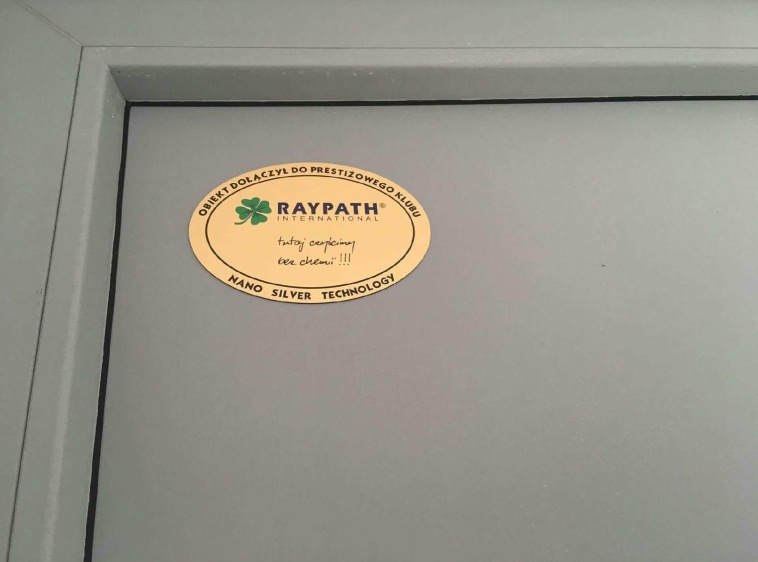 OBIEKT DOŁĄCZYŁ DO PRESTIŻOWEGO KLUBU
RAYPATH®
INTERNATIONAL
tutaj czyścimy
bez chemii !!!
NANO SILVER TECHNOLOGY